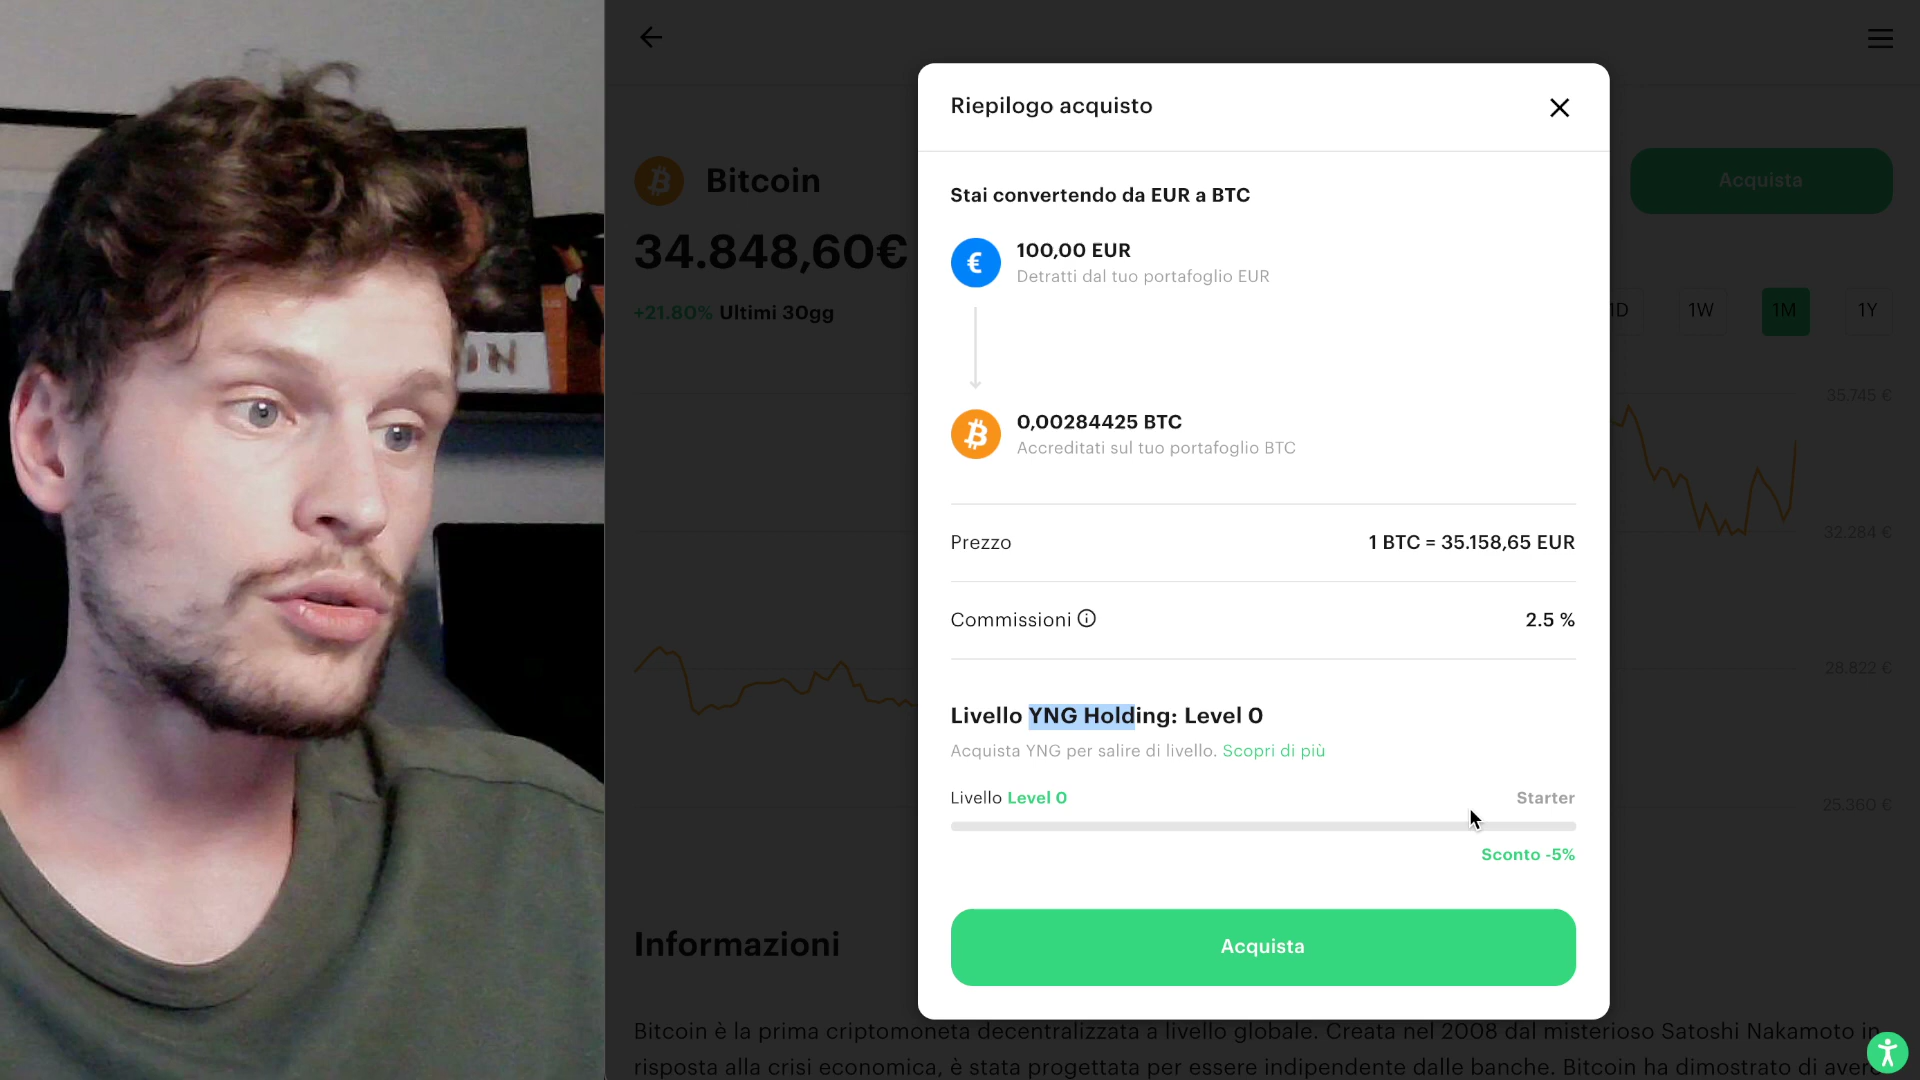 Riepilogo acquisto
Stai convertendo da EUR a BTC
100,00 EUR
Detratti dal tuo portafoglio EUR
0,00284425 BTC
Accreditati sul tuo portafoglio BTC
Prezzo
1 BTC = 35.158,65 EUR
Commissioni
2.5 %
Livello YNG Holding: Level 0
Acquista YNG per salire di livello. Scopri di più
Livello Level 0
Starter
Sconto -5%
Acquista
Bitcoin
34.848,60€
+21.80% Ultimi 30gg
Acquista
1D
1W
1M
1Y
35.745 €
32.284 €
28.822 €
25.360 €
Informazioni
Bitcoin è la prima criptomoneta decentralizzata a livello globale. Creata nel 2008 dal misterioso Satoshi Nakamoto in
risposta alla crisi economica, è stata progettata per essere indipendente dalle banche. Bitcoin ha dimostrato di